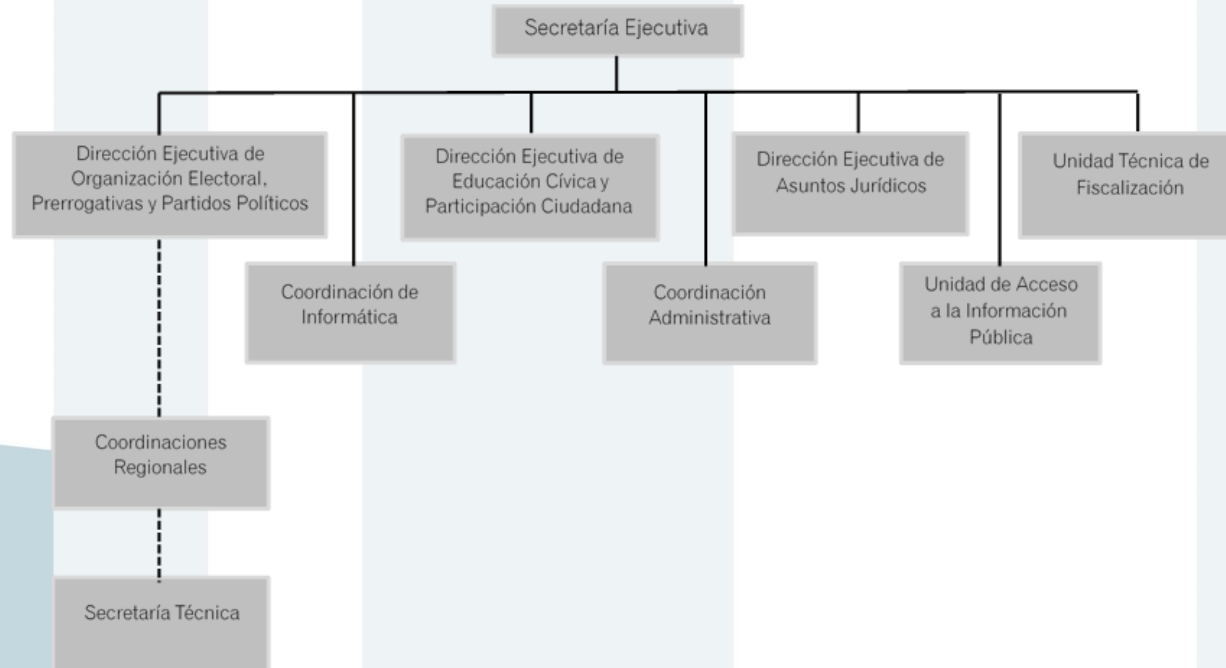 Secretaría Ejecutiva
Dirección Ejecutiva de
Organización Electoral,
Prerrogativas y Partidos Políticos
Dirección Ejecutiva de
Educación Cívica y
Participación Ciudadana
Dirección Ejecutiva de
Asuntos Jurídicos
Unidad Técnica de
Fiscalización
Coordinación de
Informática
Coordinación
Administrativa
Unidad de Acceso
a la Información
Pública
Coordinaciones
Regionales
Secretaría Técnica